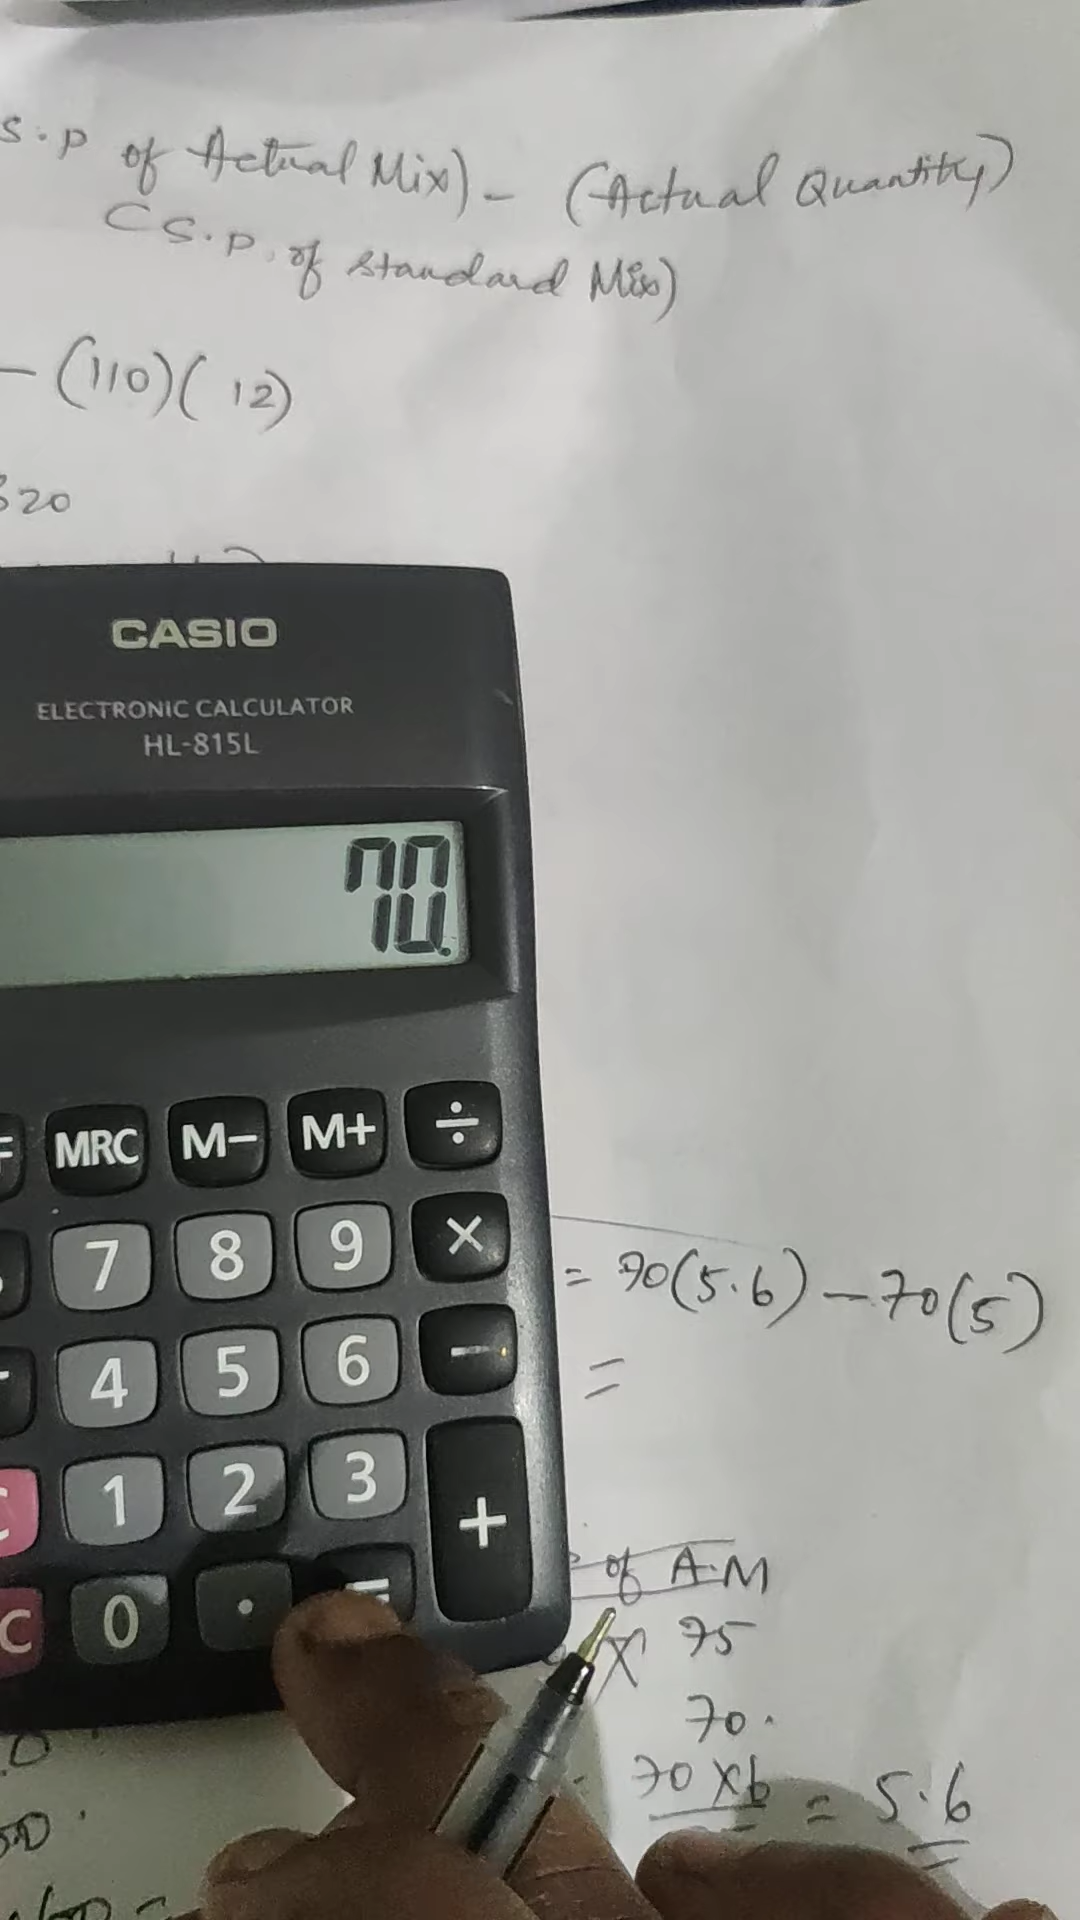 S.P of Actual Mix) - (Actual Quantity)
(S.P. of standard Mix)
- (110)(12)
320
CASIO
ELECTRONIC CALCULATOR
HL-815L
70.
MRC M- M+ ÷
7 8 9 ×
= 70(5.6) - 70(5)
4 5 6 -
=
1 2 3 +
of A.M
C 0 . =
X 75
70.
70 X 6 = 5.6